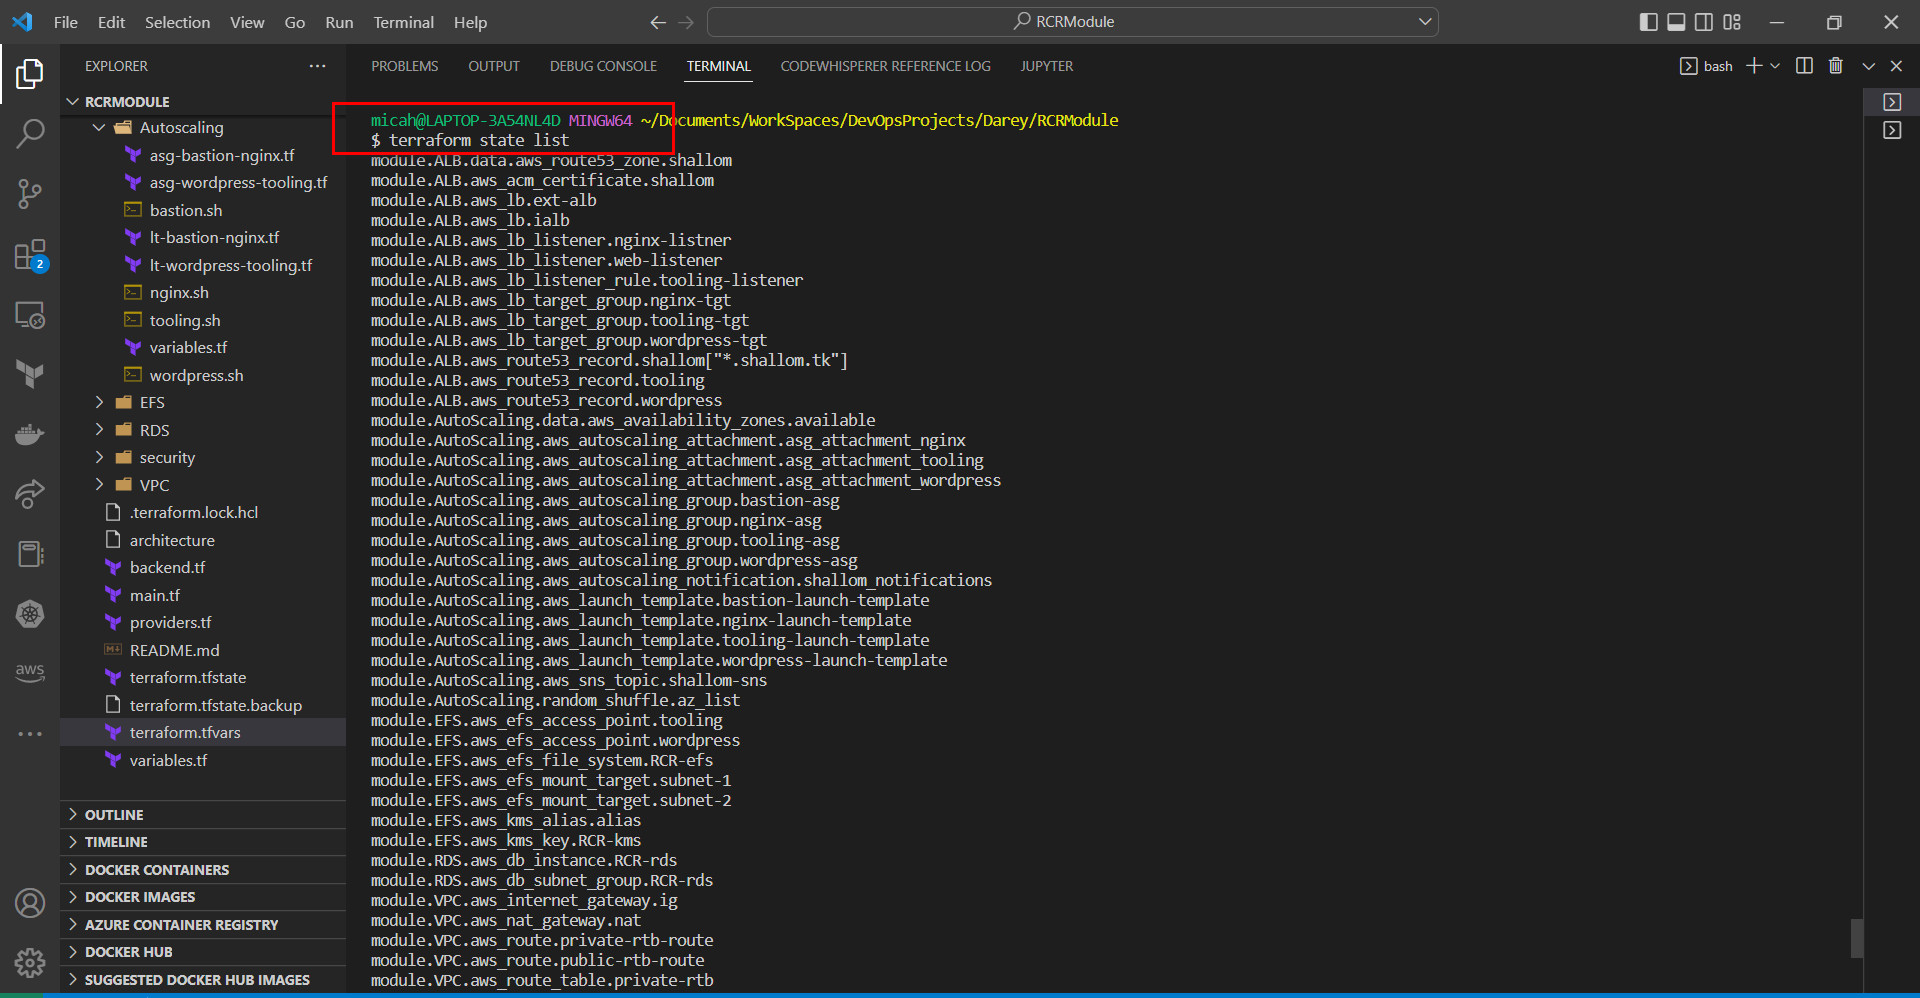 File Edit Selection View Go Run Terminal Help
RCRModule
EXPLORER
PROBLEMS OUTPUT DEBUG CONSOLE TERMINAL CODEWHISPERER REFERENCE LOG JUPYTER
bash
RCRMODULE
Autoscaling
asg-bastion-nginx.tf
asg-wordpress-tooling.tf
bastion.sh
lt-bastion-nginx.tf
lt-wordpress-tooling.tf
nginx.sh
tooling.sh
variables.tf
wordpress.sh
EFS
RDS
security
VPC
.terraform.lock.hcl
architecture
backend.tf
main.tf
providers.tf
README.md
terraform.tfstate
terraform.tfstate.backup
terraform.tfvars
variables.tf
OUTLINE
TIMELINE
DOCKER CONTAINERS
DOCKER IMAGES
AZURE CONTAINER REGISTRY
DOCKER HUB
SUGGESTED DOCKER HUB IMAGES
2
aws
micah@LAPTOP-3A54NL4D MINGW64 ~/Documents/WorkSpaces/DevOpsProjects/Darey/RCRModule
$ terraform state list
module.ALB.data.aws_route53_zone.shallom
module.ALB.aws_acm_certificate.shallom
module.ALB.aws_lb.ext-alb
module.ALB.aws_lb.ialb
module.ALB.aws_lb_listener.nginx-listner
module.ALB.aws_lb_listener.web-listener
module.ALB.aws_lb_listener_rule.tooling-listener
module.ALB.aws_lb_target_group.nginx-tgt
module.ALB.aws_lb_target_group.tooling-tgt
module.ALB.aws_lb_target_group.wordpress-tgt
module.ALB.aws_route53_record.shallom["*.shallom.tk"]
module.ALB.aws_route53_record.tooling
module.ALB.aws_route53_record.wordpress
module.AutoScaling.data.aws_availability_zones.available
module.AutoScaling.aws_autoscaling_attachment.asg_attachment_nginx
module.AutoScaling.aws_autoscaling_attachment.asg_attachment_tooling
module.AutoScaling.aws_autoscaling_attachment.asg_attachment_wordpress
module.AutoScaling.aws_autoscaling_group.bastion-asg
module.AutoScaling.aws_autoscaling_group.nginx-asg
module.AutoScaling.aws_autoscaling_group.tooling-asg
module.AutoScaling.aws_autoscaling_group.wordpress-asg
module.AutoScaling.aws_autoscaling_notification.shallom_notifications
module.AutoScaling.aws_launch_template.bastion-launch-template
module.AutoScaling.aws_launch_template.nginx-launch-template
module.AutoScaling.aws_launch_template.tooling-launch-template
module.AutoScaling.aws_launch_template.wordpress-launch-template
module.AutoScaling.aws_sns_topic.shallom-sns
module.AutoScaling.random_shuffle.az_list
module.EFS.aws_efs_access_point.tooling
module.EFS.aws_efs_access_point.wordpress
module.EFS.aws_efs_file_system.RCR-efs
module.EFS.aws_efs_mount_target.subnet-1
module.EFS.aws_efs_mount_target.subnet-2
module.EFS.aws_kms_alias.alias
module.EFS.aws_kms_key.RCR-kms
module.RDS.aws_db_instance.RCR-rds
module.RDS.aws_db_subnet_group.RCR-rds
module.VPC.aws_internet_gateway.ig
module.VPC.aws_nat_gateway.nat
module.VPC.aws_route.private-rtb-route
module.VPC.aws_route.public-rtb-route
module.VPC.aws_route_table.private-rtb